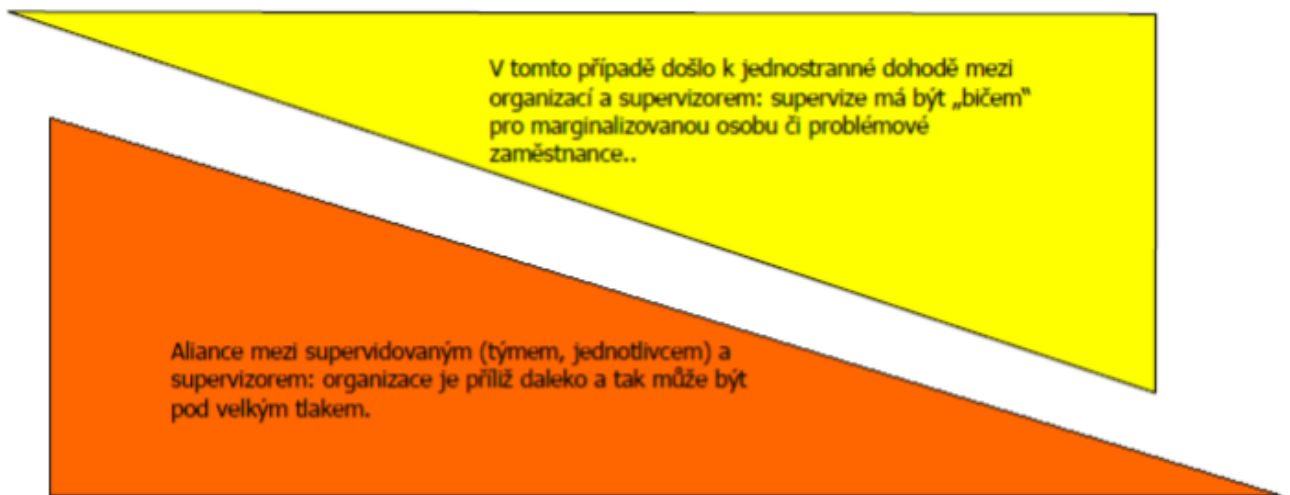 V tomto případě došlo k jednostranné dohodě mezi
organizací a supervizorem: supervize má být „bičem“
pro marginalizovanou osobu či problémové
zaměstnance..
Aliance mezi supervidovaným (týmem, jednotlivcem) a
supervizorem: organizace je příliž daleko a tak může být
pod velkým tlakem.